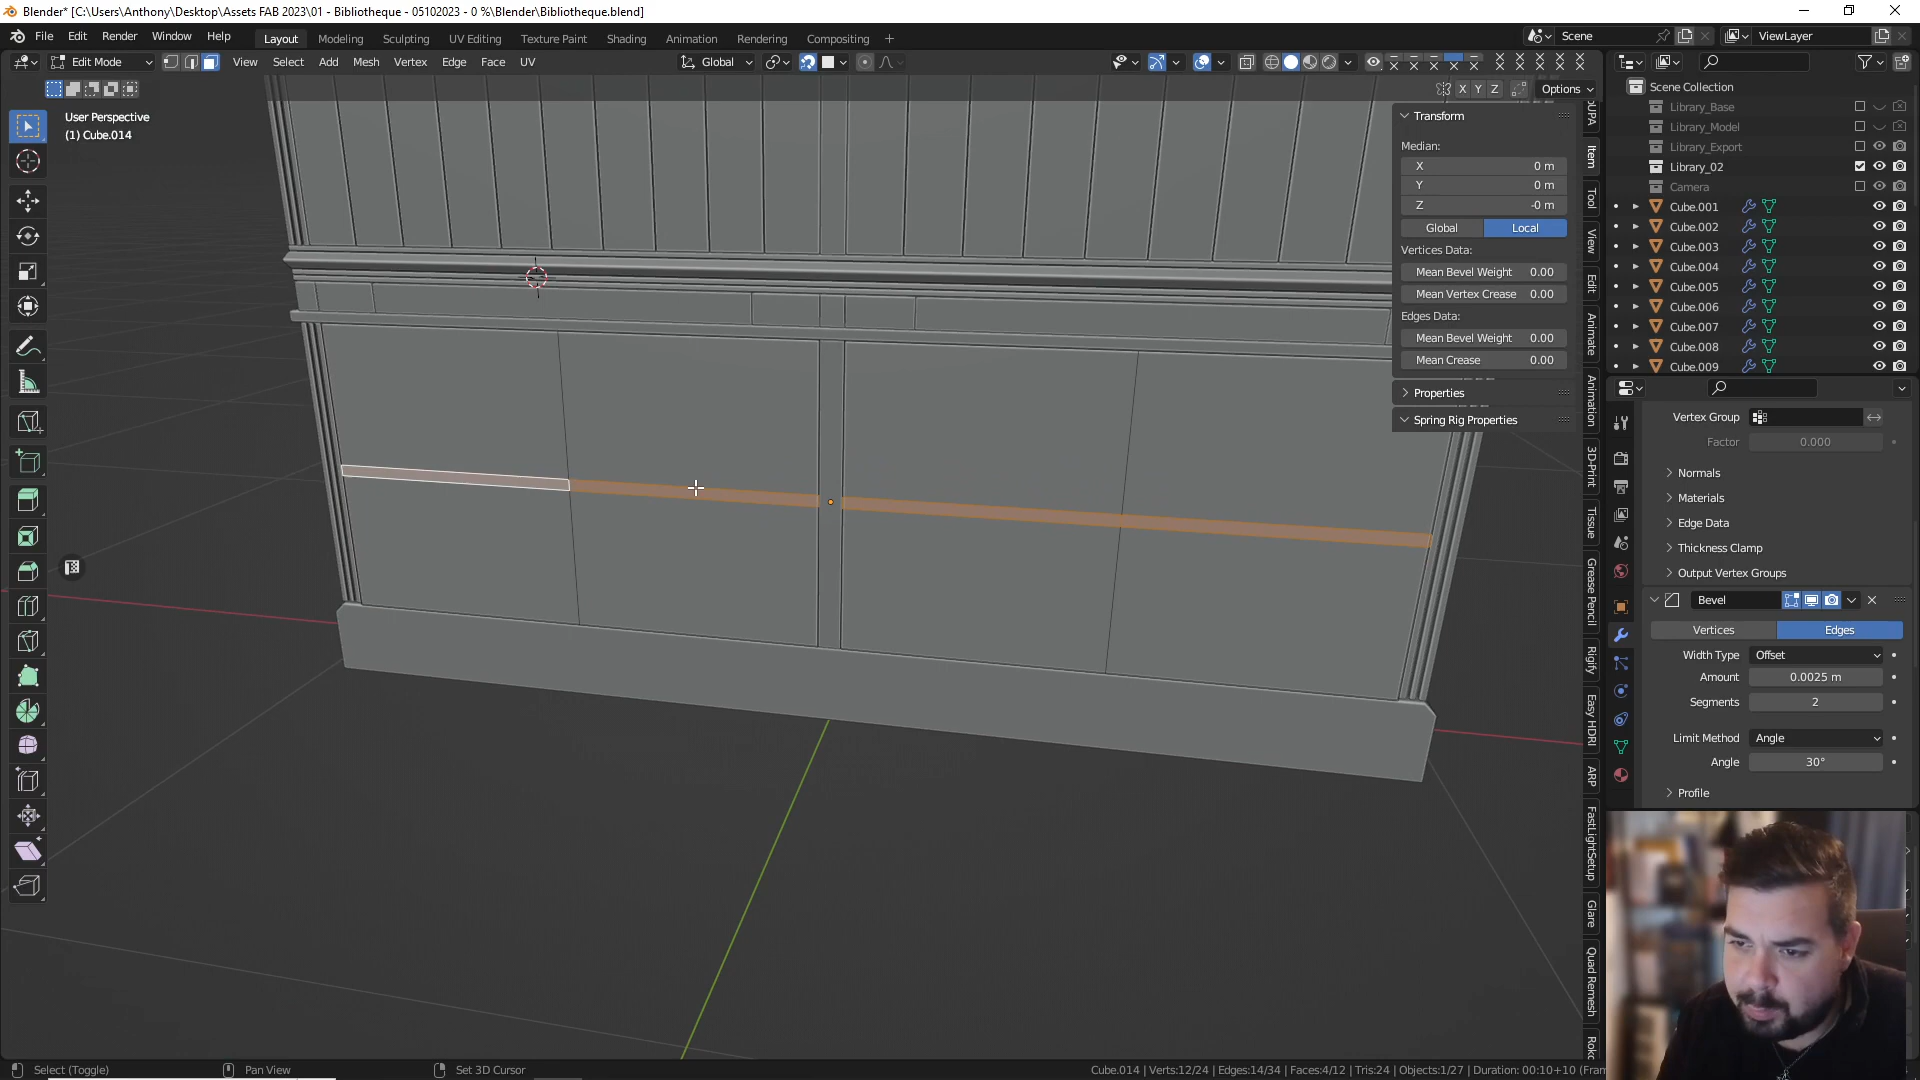 Blender* [C:\Users\Anthony\Desktop\Assets FAB 2023\01 - Bibliotheque - 05102023 - 0 %\Blender\Bibliotheque.blend]
File Edit Render Window Help Layout Modeling Sculpting UV Editing Texture Paint Shading Animation Rendering Compositing Scene ViewLayer
Edit Mode View Select Add Mesh Vertex Edge Face UV Global
X Y Z Options
User Perspective
(1) Cube.014
Transform
Median:
X 0 m
Y 0 m
Z -0 m
Global Local
Vertices Data:
Mean Bevel Weight 0.00
Mean Vertex Crease 0.00
Edges Data:
Mean Bevel Weight 0.00
Mean Crease 0.00
Properties
Spring Rig Properties
Item
Tool
View
Edit
Animate
Animation
3D-Print
Tissue
Grease Pencil
Rigify
Easy HDRI
ARP
FastLightSetup
Glare
Quad Remesh
Scene Collection
Library_Base
Library_Model
Library_Export
Library_02
Camera
Cube.001
Cube.002
Cube.003
Cube.004
Cube.005
Cube.006
Cube.007
Cube.008
Cube.009
Vertex Group
Factor 0.000
Normals
Materials
Edge Data
Thickness Clamp
Output Vertex Groups
Bevel
Vertices Edges
Width Type Offset
Amount 0.0025 m
Segments 2
Limit Method Angle
Angle 30°
Profile
Select (Toggle) Pan View Set 3D Cursor Cube.014 | Verts:12/24 | Edges:14/34 | Faces:4/12 | Tris:24 | Objects:1/27 | Duration: 00:10+10 (Fram